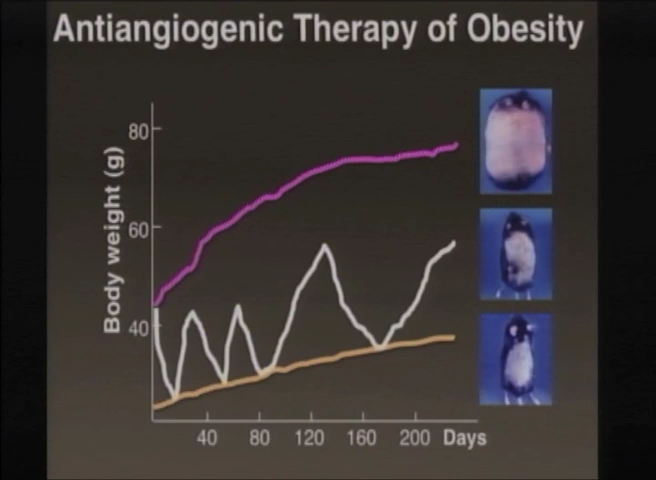 Antiangiogenic Therapy of Obesity
Body weight (g)
80
60
40
40 80 120 160 200 Days